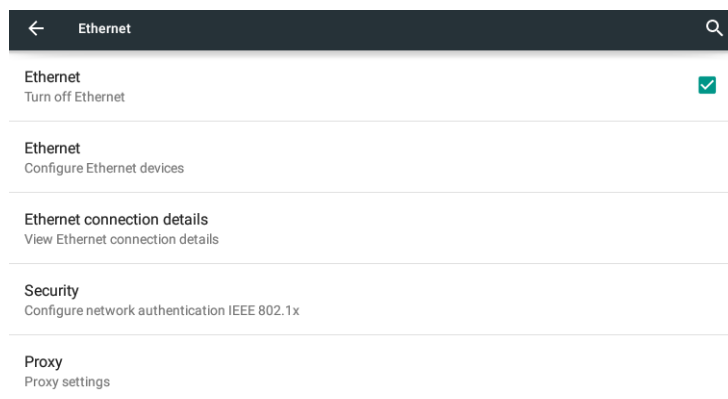 Ethernet
Ethernet
Turn off Ethernet
Ethernet
Configure Ethernet devices
Ethernet connection details
View Ethernet connection details
Security
Configure network authentication IEEE 802.1x
Proxy
Proxy settings